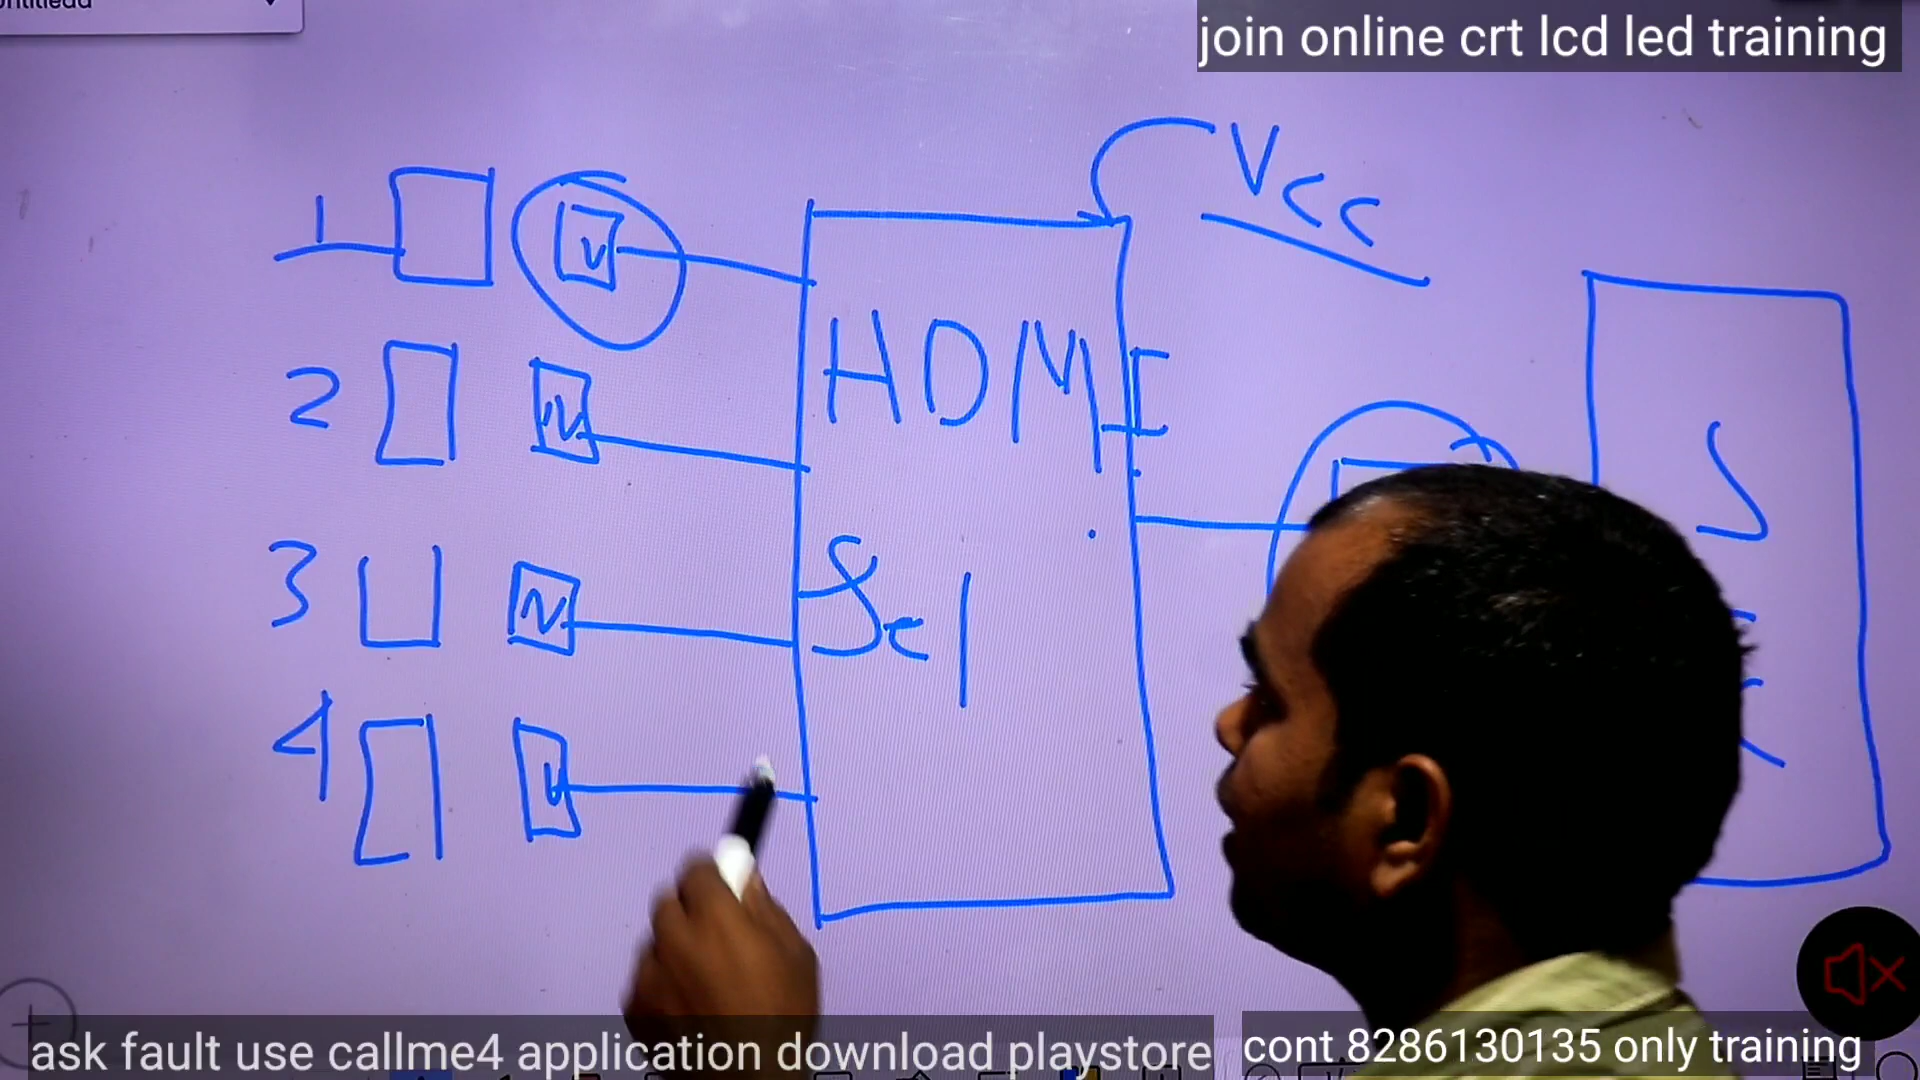 join online crt lcd led training
Vcc
1
V
HDMI
2
3
Sel
4
V
ask fault use callme4 application download playstore
cont 8286130135 only training